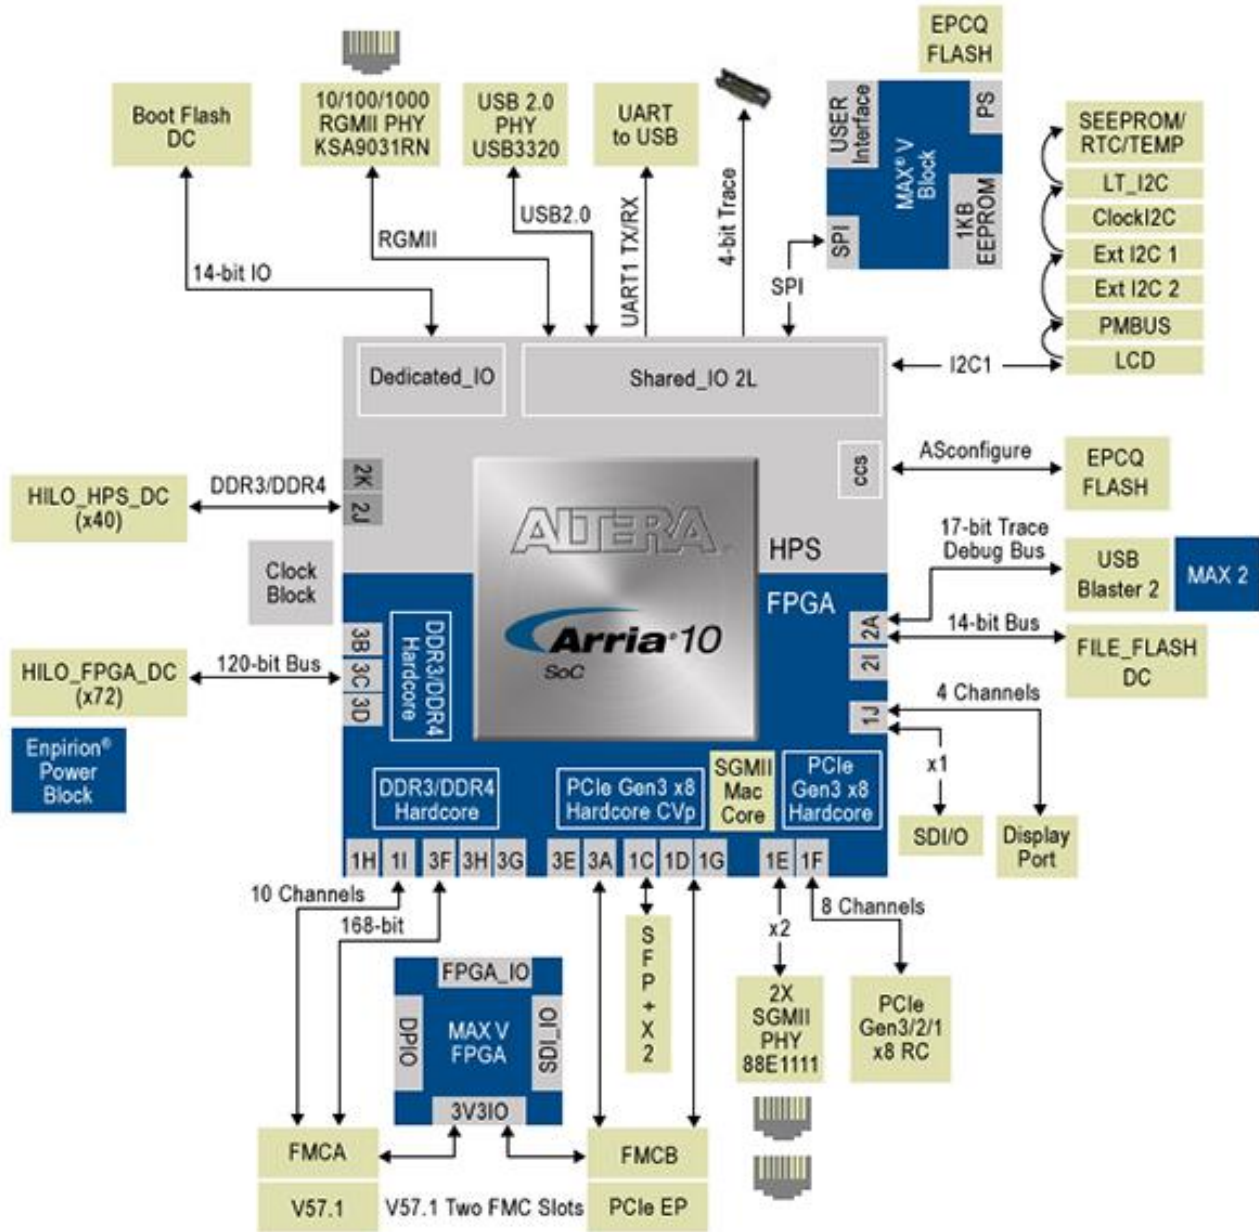 EPCQ
FLASH
Boot Flash
DC
10/100/1000
RGMII PHY
KSA9031RN
USB 2.0
PHY
USB3320
UART
to USB
USER
Interface
PS
MAX® V
Block
SPI
1KB
EEPROM
SEEPROM/
RTC/TEMP
LT_I2C
ClockI2C
Ext I2C 1
Ext I2C 2
PMBUS
LCD
14-bit IO
RGMII
USB2.0
UART1 TX/RX
4-bit Trace
SPI
I2C1
Dedicated_IO
Shared_IO 2L
HILO_HPS_DC
(x40)
DDR3/DDR4
2K
2J
ccs
ASconfigure
EPCQ
FLASH
ALTERA
HPS
Clock
Block
FPGA
17-bit Trace
Debug Bus
USB
Blaster 2
MAX 2
Arria® 10
SoC
2A
2I
14-bit Bus
FILE_FLASH
DC
HILO_FPGA_DC
(x72)
120-bit Bus
3B
3C
3D
DDR3/DDR4
Hardcore
1J
4 Channels
x1
Enpirion®
Power
Block
DDR3/DDR4
Hardcore
PCIe Gen3 x8
Hardcore CVp
SGMII
Mac
Core
PCIe
Gen3 x8
Hardcore
SDI/O
Display
Port
1H
1I
3F
3H
3G
3E
3A
1C
1D
1G
1E
1F
10 Channels
168-bit
x2
8 Channels
FPGA_IO
DPIO
MAX V
FPGA
SDI_IO
3V3IO
S
F
P
+
X
2
2X
SGMII
PHY
88E1111
PCIe
Gen3/2/1
x8 RC
FMCA
FMCB
V57.1
V57.1 Two FMC Slots
PCIe EP